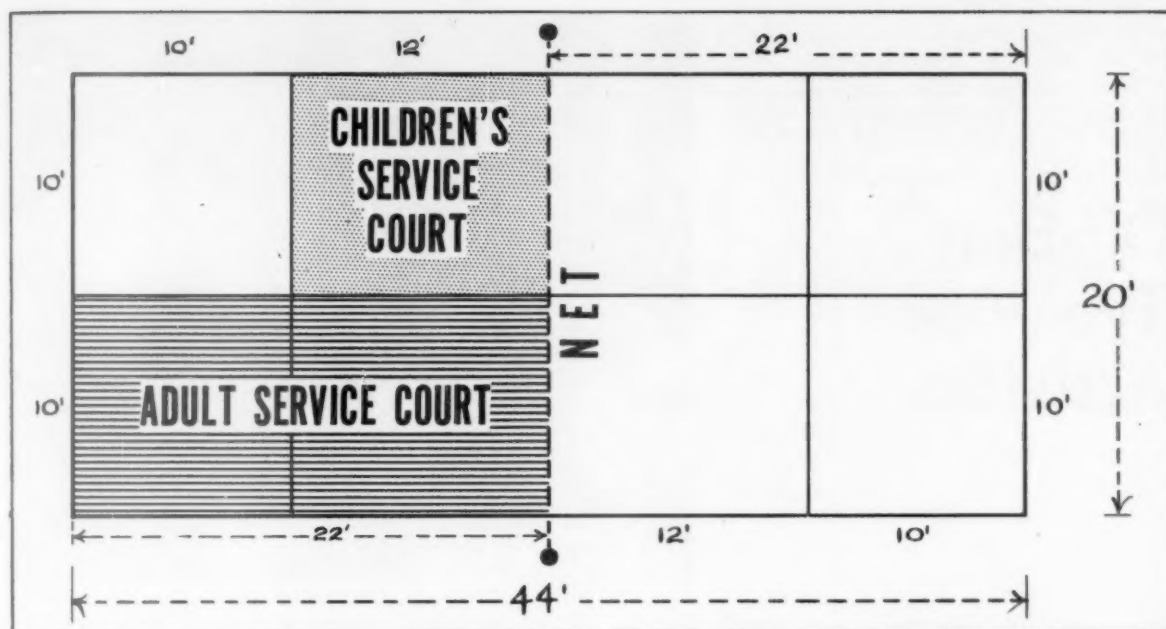 10' 12' 22'
CHILDREN'S
SERVICE
COURT
10' 10'
NET
20'
ADULT SERVICE COURT
10' 10'
22' 12' 10'
44'